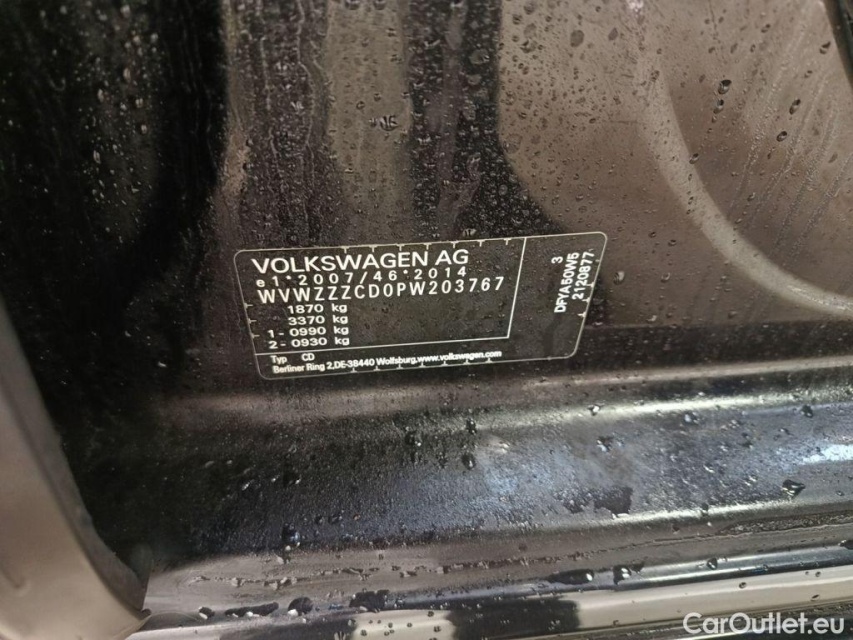 VOLKSWAGEN AG
e1*2007/46*2014
WVWZZZCD0PW203767
1870 kg
3370 kg
1 - 0990 kg
2 - 0930 kg
Typ CD
Berliner Ring 2,DE-38440 Wolfsburg.www.volkswagen.com
3
DFYA50W5
2120877
CarOutlet.eu